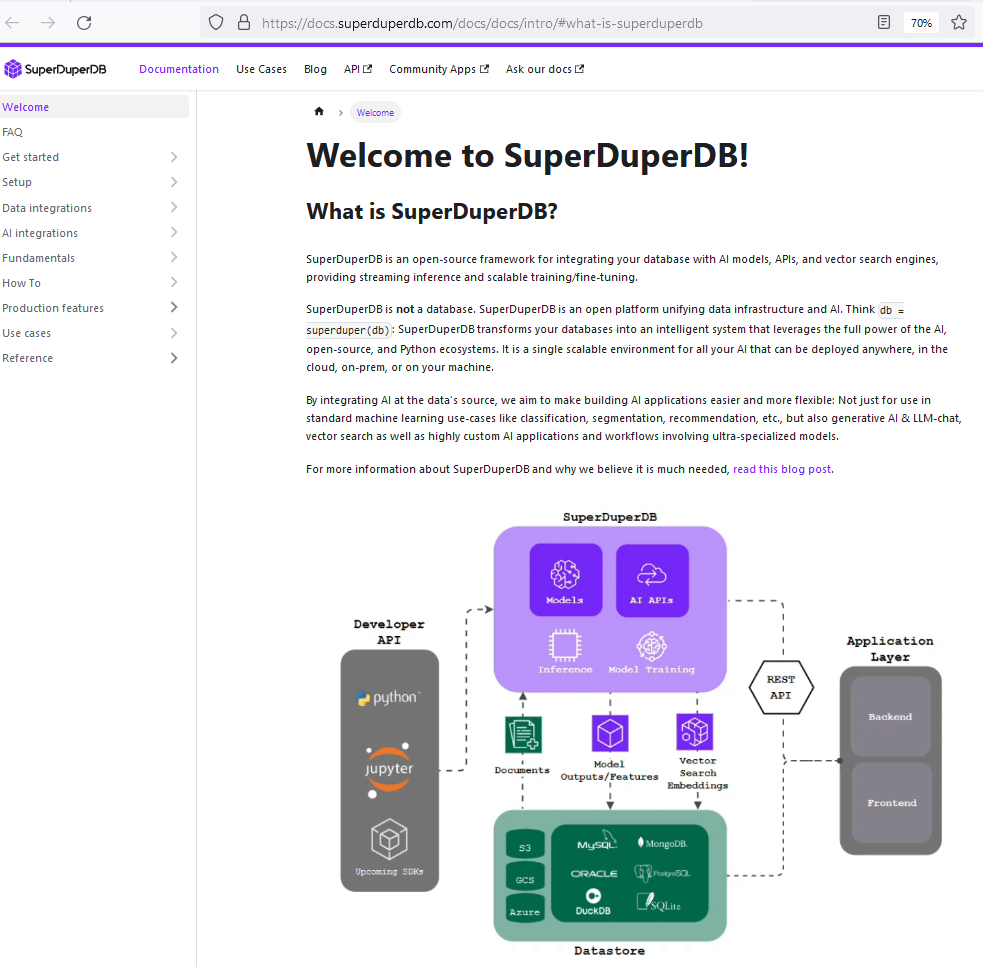 https://docs.superduperdb.com/docs/docs/intro/#what-is-superduperdb
70%
SuperDuperDB
Documentation
Use Cases
Blog
API
Community Apps
Ask our docs
Welcome
FAQ
Get started
Setup
Data integrations
AI integrations
Fundamentals
How To
Production features
Use cases
Reference
Welcome
Welcome to SuperDuperDB!
What is SuperDuperDB?
SuperDuperDB is an open-source framework for integrating your database with AI models, APIs, and vector search engines,
providing streaming inference and scalable training/fine-tuning.
SuperDuperDB is not a database. SuperDuperDB is an open platform unifying data infrastructure and AI. Think db =
superduper(db): SuperDuperDB transforms your databases into an intelligent system that leverages the full power of the AI,
open-source, and Python ecosystems. It is a single scalable environment for all your AI that can be deployed anywhere, in the
cloud, on-prem, or on your machine.
By integrating AI at the data's source, we aim to make building AI applications easier and more flexible: Not just for use in
standard machine learning use-cases like classification, segmentation, recommendation, etc., but also generative AI & LLM-chat,
vector search as well as highly custom AI applications and workflows involving ultra-specialized models.
For more information about SuperDuperDB and why we believe it is much needed, read this blog post.
SuperDuperDB
Models
AI APIs
Inference
Model Training
Developer
API
python
jupyter
Upcoming SDKs
Documents
Model
Outputs/Features
Vector
Search
Embeddings
REST
API
Application
Layer
Backend
Frontend
S3
GCS
Azure
MySQL
MongoDB.
ORACLE
PostgreSQL
DuckDB
SQLite
Datastore